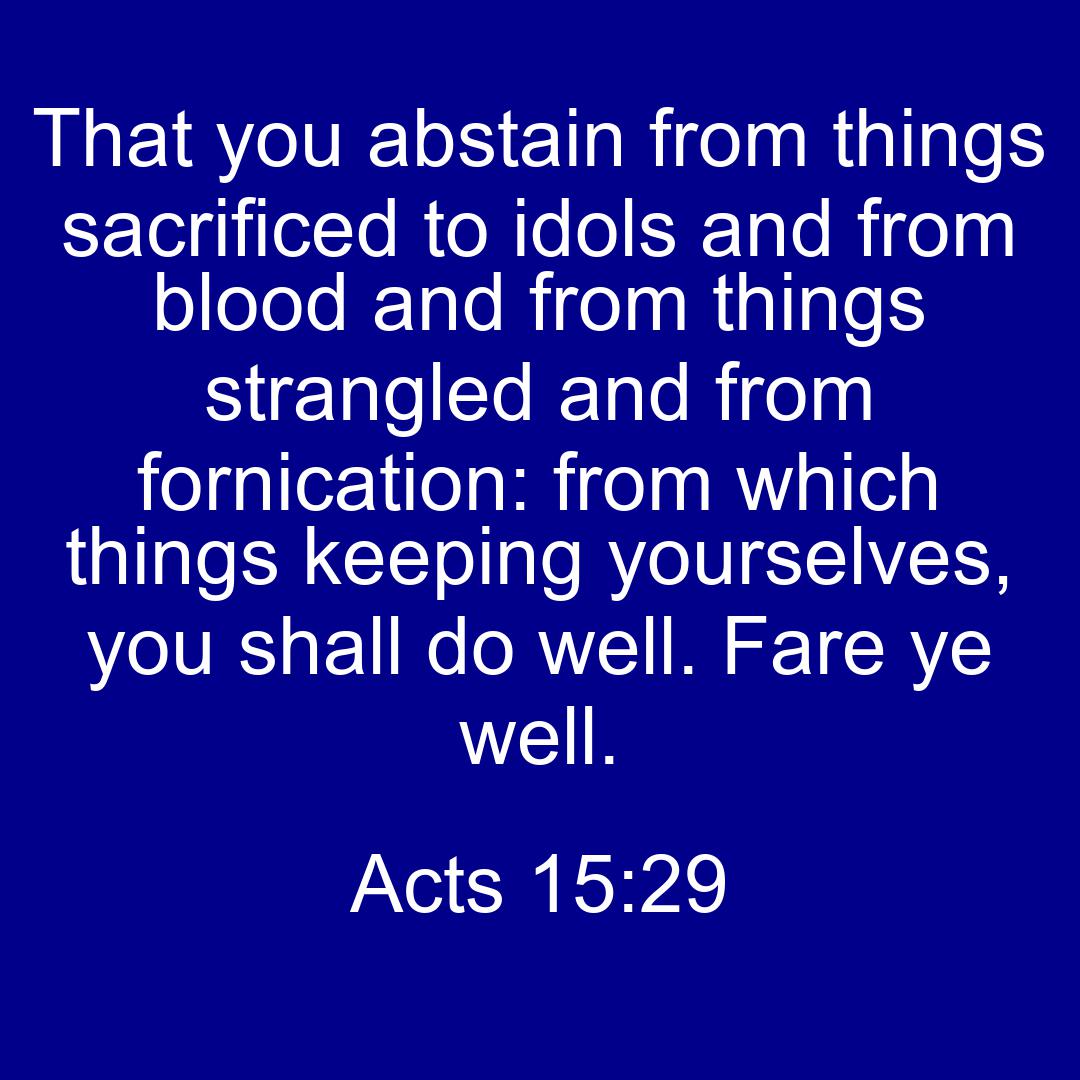 That you abstain from things
sacrificed to idols and from
blood and from things
strangled and from
fornication: from which
things keeping yourselves,
you shall do well. Fare ye
well.
Acts 15:29